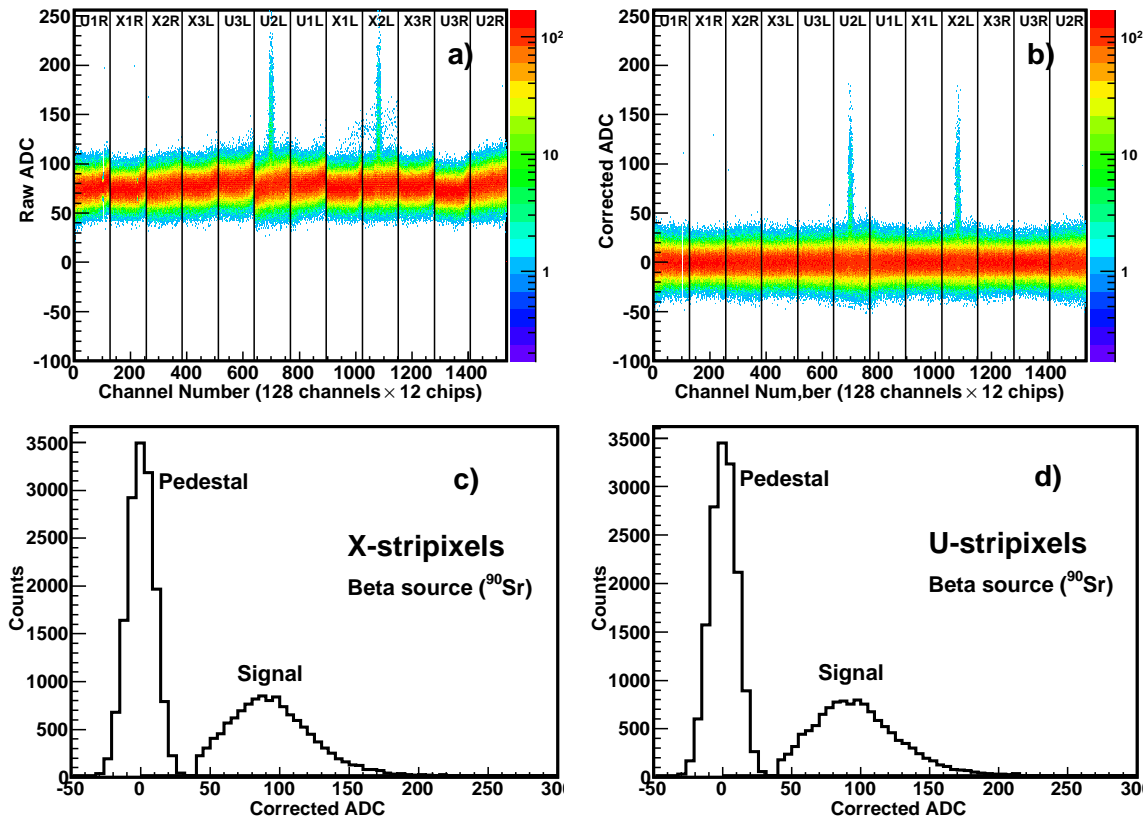 U1R X1R X2R X3L U3L U2L U1L X1L X2L X3R U3R U2R
a)
Raw ADC
250
200
150
100
50
0
-50
-100
0 200 400 600 800 1000 1200 1400
Channel Number (128 channels × 12 chips)
10²
10
1
U1R X1R X2R X3L U3L U2L U1L X1L X2L X3R U3R U2R
b)
Corrected ADC
250
200
150
100
50
0
-50
-100
0 200 400 600 800 1000 1200 1400
Channel Num,ber (128 channels × 12 chips)
10²
10
1
c)
Counts
3500
3000
2500
2000
1500
1000
500
0
Pedestal
X-stripixels
Beta source (⁹⁰Sr)
Signal
-50 0 50 100 150 200 250 300
Corrected ADC
d)
Counts
3500
3000
2500
2000
1500
1000
500
0
Pedestal
U-stripixels
Beta source (⁹⁰Sr)
Signal
-50 0 50 100 150 200 250 30
Corrected ADC